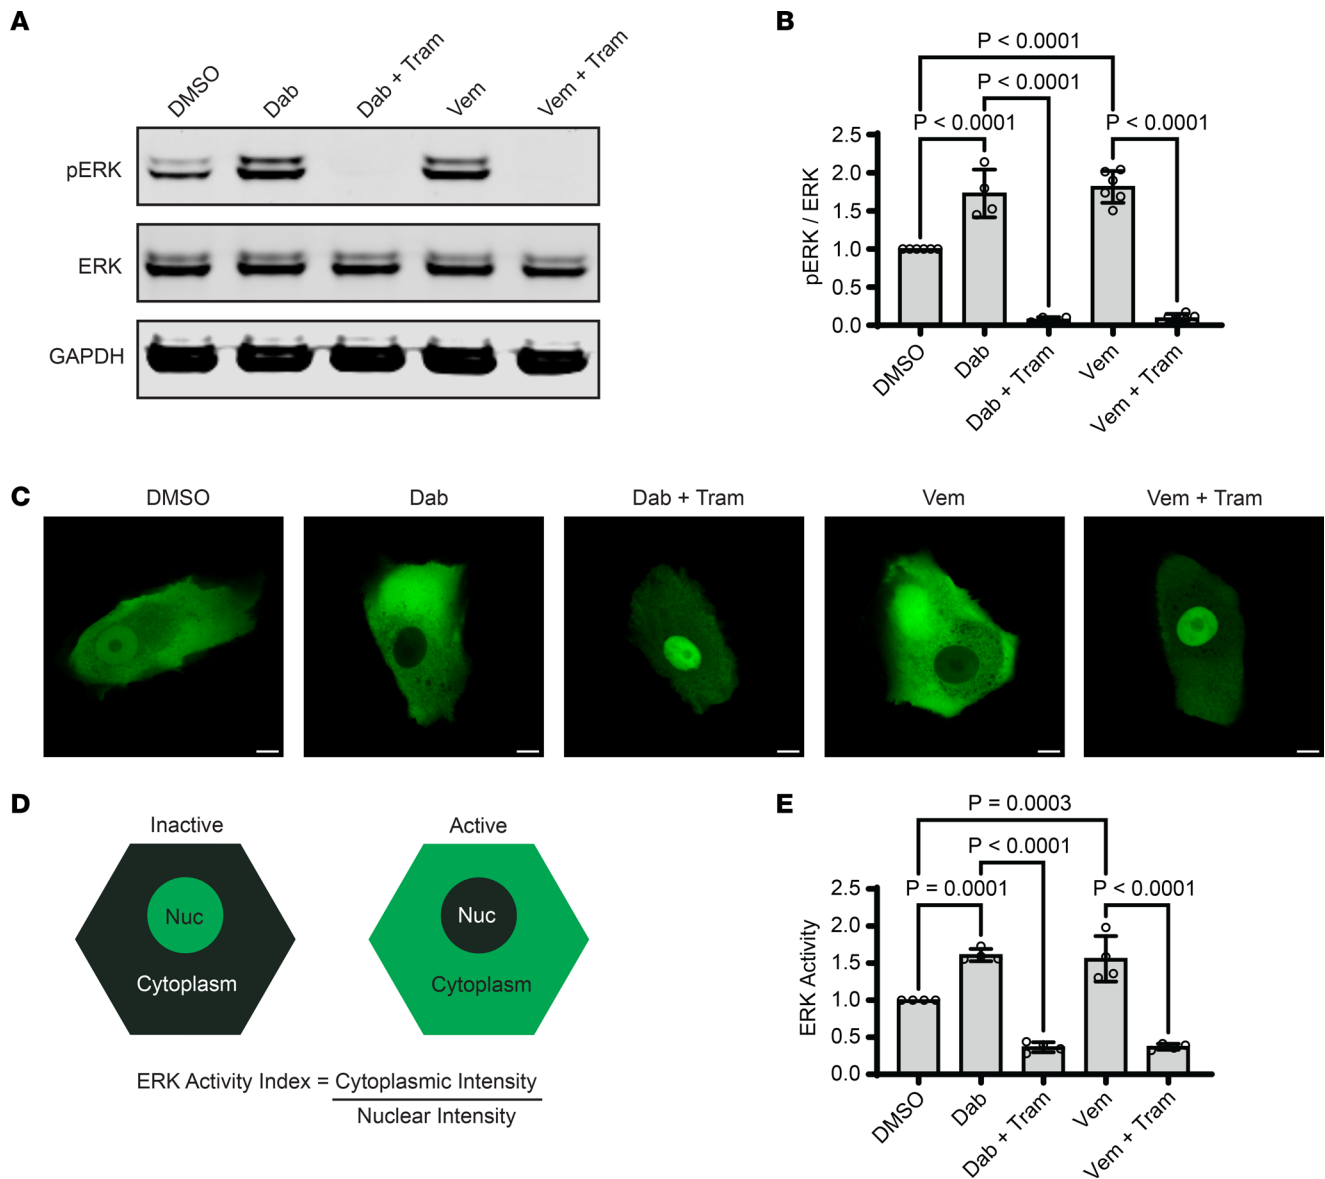 A
DMSO
Dab
Dab + Tram
Vem
Vem + Tram
pERK
ERK
GAPDH
B
P < 0.0001
P < 0.0001
P < 0.0001
P < 0.0001
2.5
2.0
1.5
1.0
0.5
0.0
pERK / ERK
DMSO
Dab
Dab + Tram
Vem
Vem + Tram
C
DMSO
Dab
Dab + Tram
Vem
Vem + Tram
D
Inactive
Active
Nuc
Nuc
Cytoplasm
Cytoplasm
ERK Activity Index = Cytoplasmic Intensity
Nuclear Intensity
E
P = 0.0003
P < 0.0001
P = 0.0001
P < 0.0001
2.5
2.0
1.5
1.0
0.5
0.0
ERK Activity
DMSO
Dab
Dab + Tram
Vem
Vem + Tram